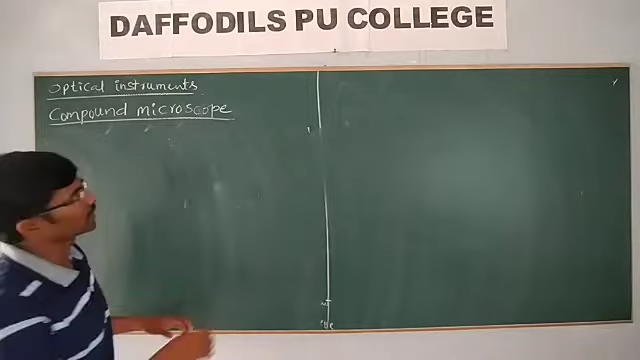 DAFFODILS PU COLLEGE
Optical instruments
Compound microscope